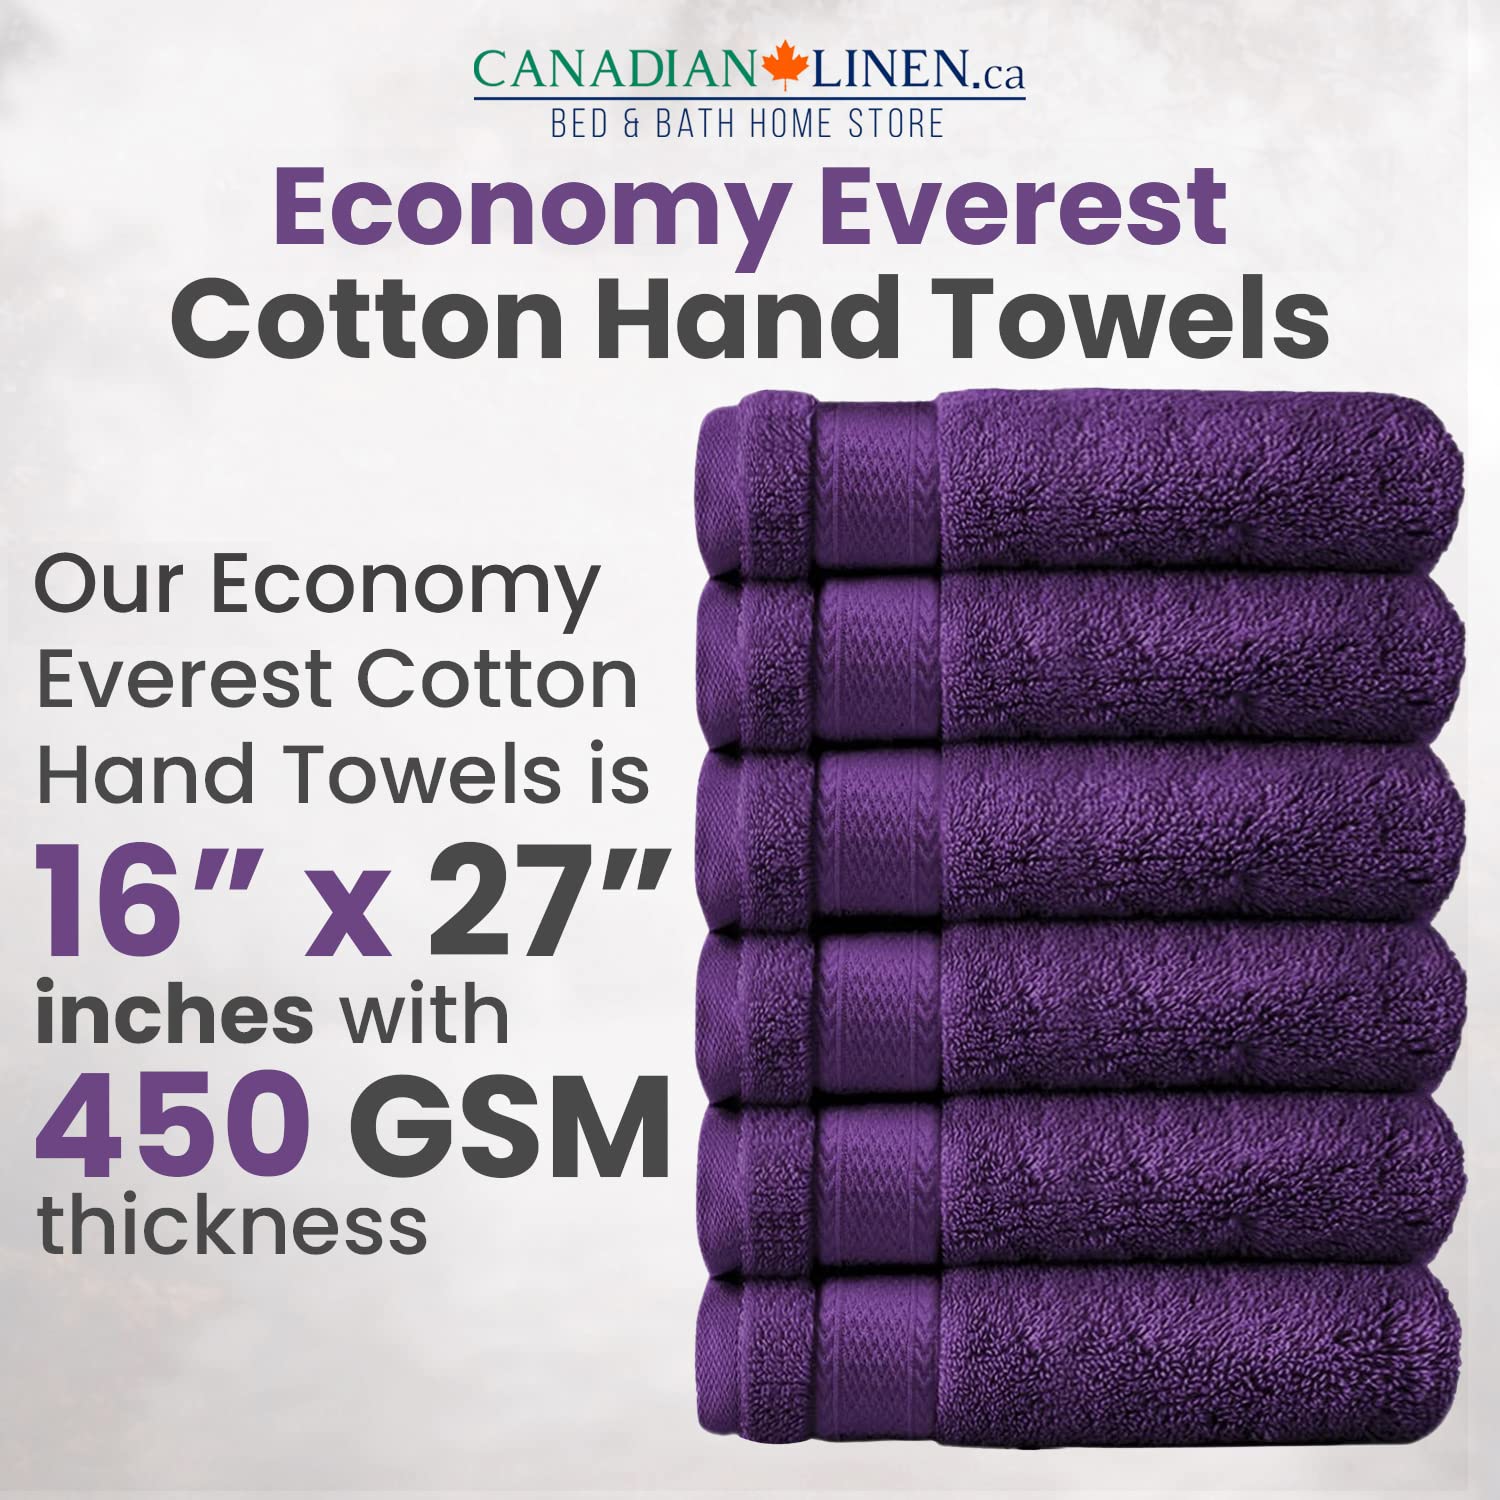 CANADIAN LINEN.ca
BED & BATH HOME STORE
Economy Everest
Cotton Hand Towels
Our Economy
Everest Cotton
Hand Towels is
16” x 27”
inches with
450 GSM
thickness